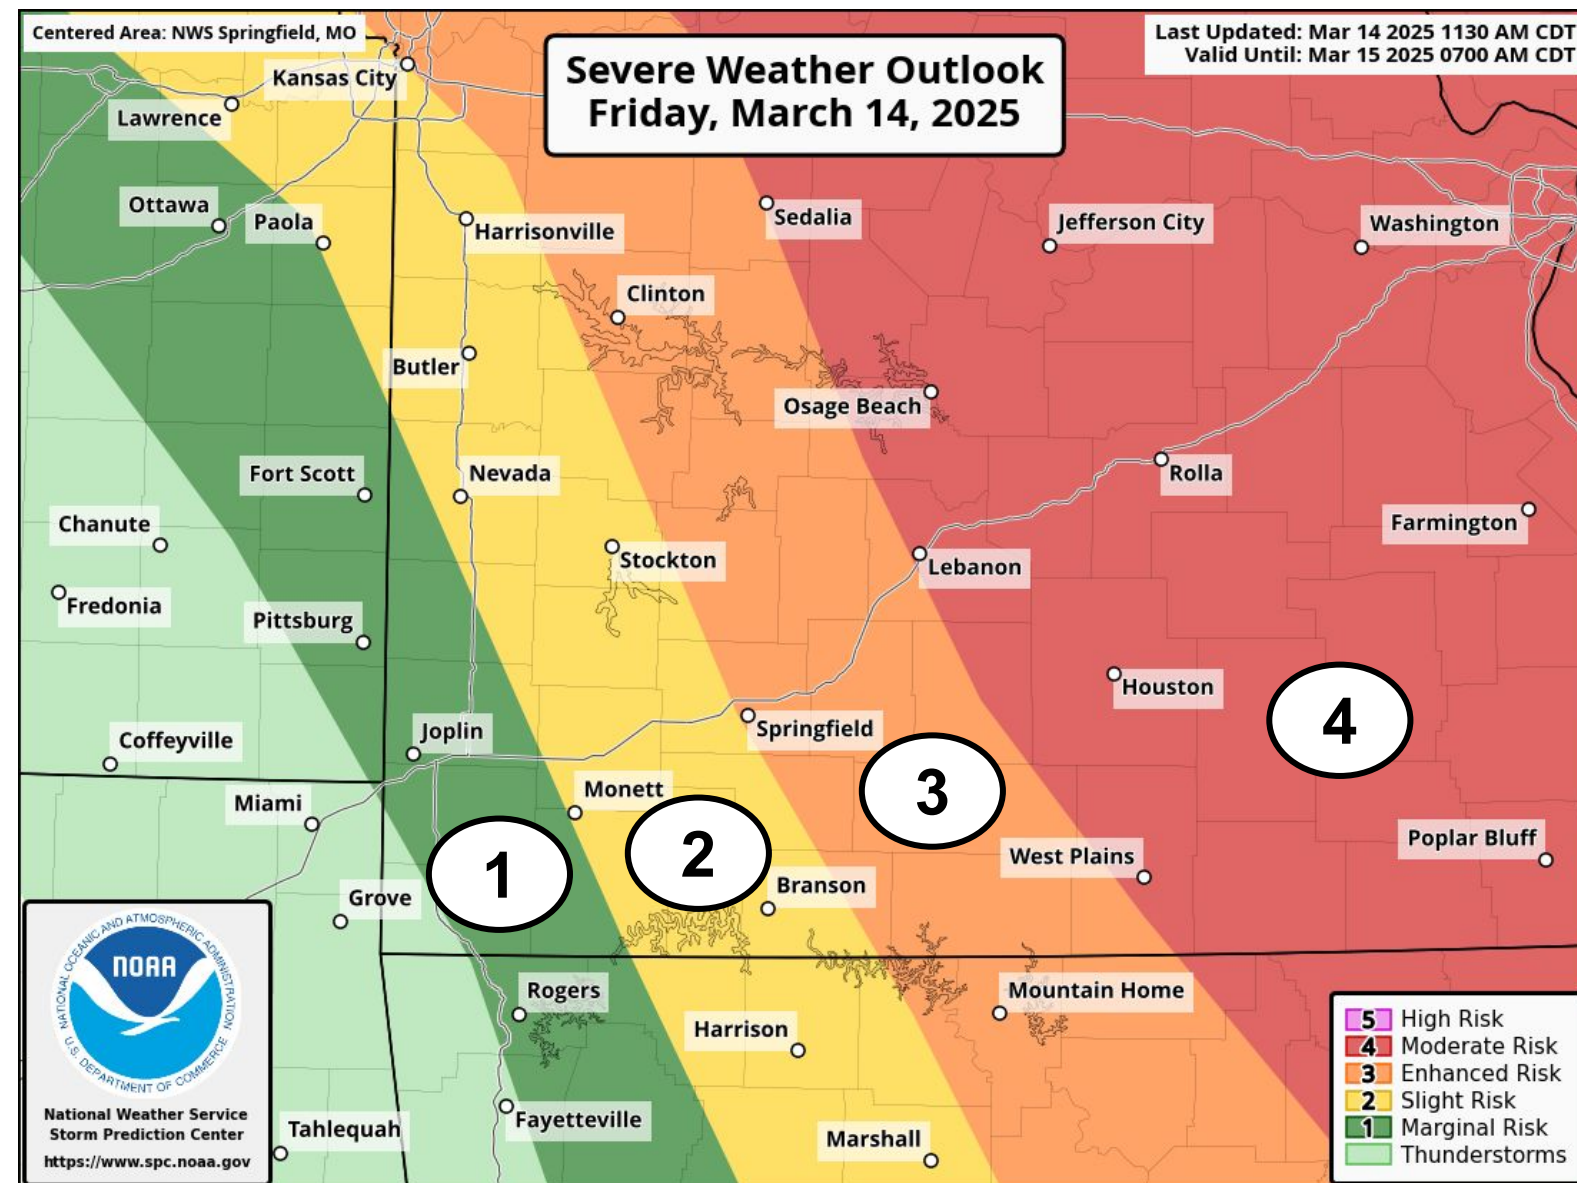 Centered Area: NWS Springfield, MO
Last Updated: Mar 14 2025 1130 AM CDT
Valid Until: Mar 15 2025 0700 AM CDT
Severe Weather Outlook
Friday, March 14, 2025
Kansas City
Lawrence
Ottawa
Paola
Harrisonville
Sedalia
Jefferson City
Washington
Clinton
Butler
Osage Beach
Fort Scott
Nevada
Rolla
Chanute
Farmington
Stockton
Lebanon
Fredonia
Pittsburg
Houston
4
Joplin
Springfield
Coffeyville
Monett
3
Miami
2
Poplar Bluff
West Plains
1
Branson
Grove
Rogers
Mountain Home
Harrison
Fayetteville
Tahlequah
Marshall
NATIONAL OCEANIC AND ATMOSPHERIC ADMINISTRATION
NOAA
U.S. DEPARTMENT OF COMMERCE
National Weather Service
Storm Prediction Center
https://www.spc.noaa.gov
5 High Risk
4 Moderate Risk
3 Enhanced Risk
2 Slight Risk
1 Marginal Risk
Thunderstorms